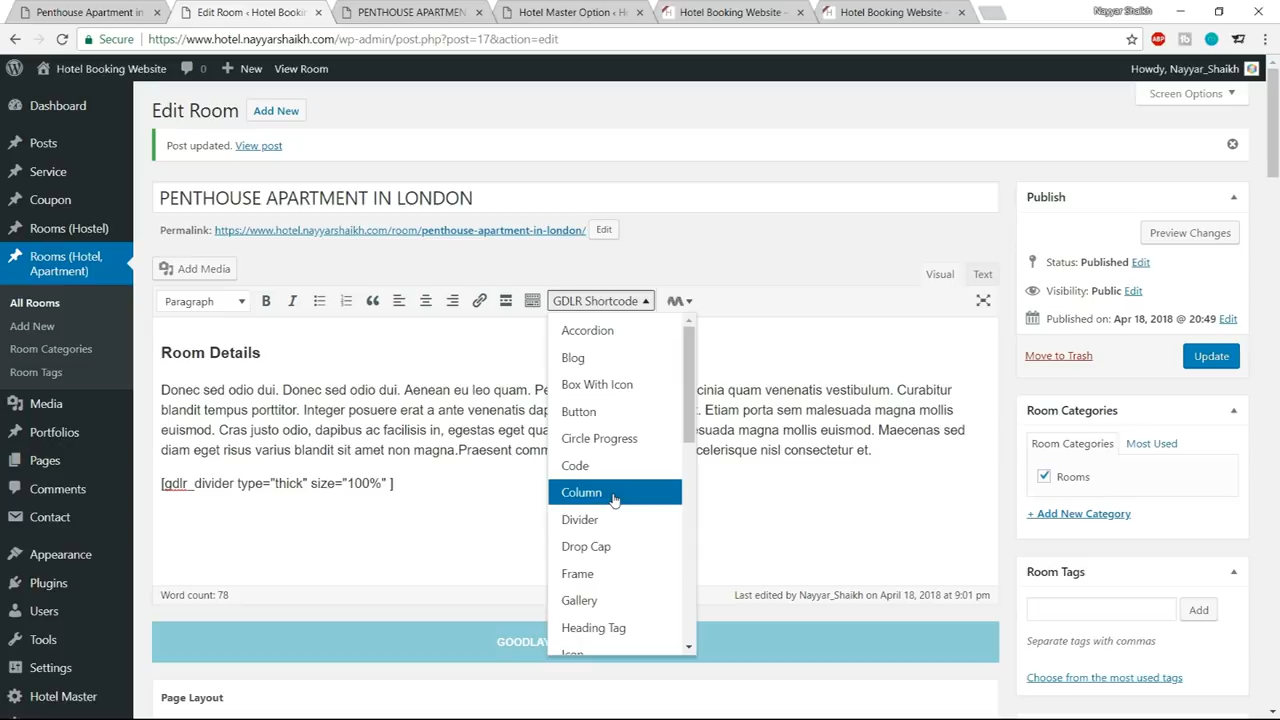 Penthouse Apartment in
Edit Room ‹ Hotel Bookin
PENTHOUSE APARTMEN
Hotel Master Option ‹ H
Hotel Booking Website –
Hotel Booking Website –
Nayyar Shaikh
Secure
https://www.hotel.nayyarshaikh.com/wp-admin/post.php?post=17&action=edit
ABP
Hotel Booking Website
0
New
View Room
Howdy, Nayyar_Shaikh
Dashboard
Posts
Service
Coupon
Rooms (Hostel)
Rooms (Hotel,
Apartment)
All Rooms
Add New
Room Categories
Room Tags
Media
Portfolios
Pages
Comments
Contact
Appearance
Plugins
Users
Tools
Settings
Hotel Master
Edit Room
Add New
Screen Options
Post updated. View post
PENTHOUSE APARTMENT IN LONDON
Permalink: https://www.hotel.nayyarshaikh.com/room/penthouse-apartment-in-london/ Edit
Add Media
Visual
Text
Paragraph
GDLR Shortcode
Room Details
Donec sed odio dui. Donec sed odio dui. Aenean eu leo quam. Pe
cinia quam venenatis vestibulum. Curabitur
blandit tempus porttitor. Integer posuere erat a ante venenatis dap
. Etiam porta sem malesuada magna mollis
euismod. Cras justo odio, dapibus ac facilisis in, egestas eget qua
suada magna mollis euismod. Maecenas sed
diam eget risus varius blandit sit amet non magna.Praesent comm
celerisque nisl consectetur et.
[gdlr_divider type="thick" size="100%" ]
Accordion
Blog
Box With Icon
Button
Circle Progress
Code
Column
Divider
Drop Cap
Frame
Gallery
Heading Tag
Icon
Word count: 78
Last edited by Nayyar_Shaikh on April 18, 2018 at 9:01 pm
GOODLAY
Page Layout
Publish
Preview Changes
Status: Published Edit
Visibility: Public Edit
Published on: Apr 18, 2018 @ 20:49 Edit
Move to Trash
Update
Room Categories
Room Categories
Most Used
Rooms
+ Add New Category
Room Tags
Add
Separate tags with commas
Choose from the most used tags